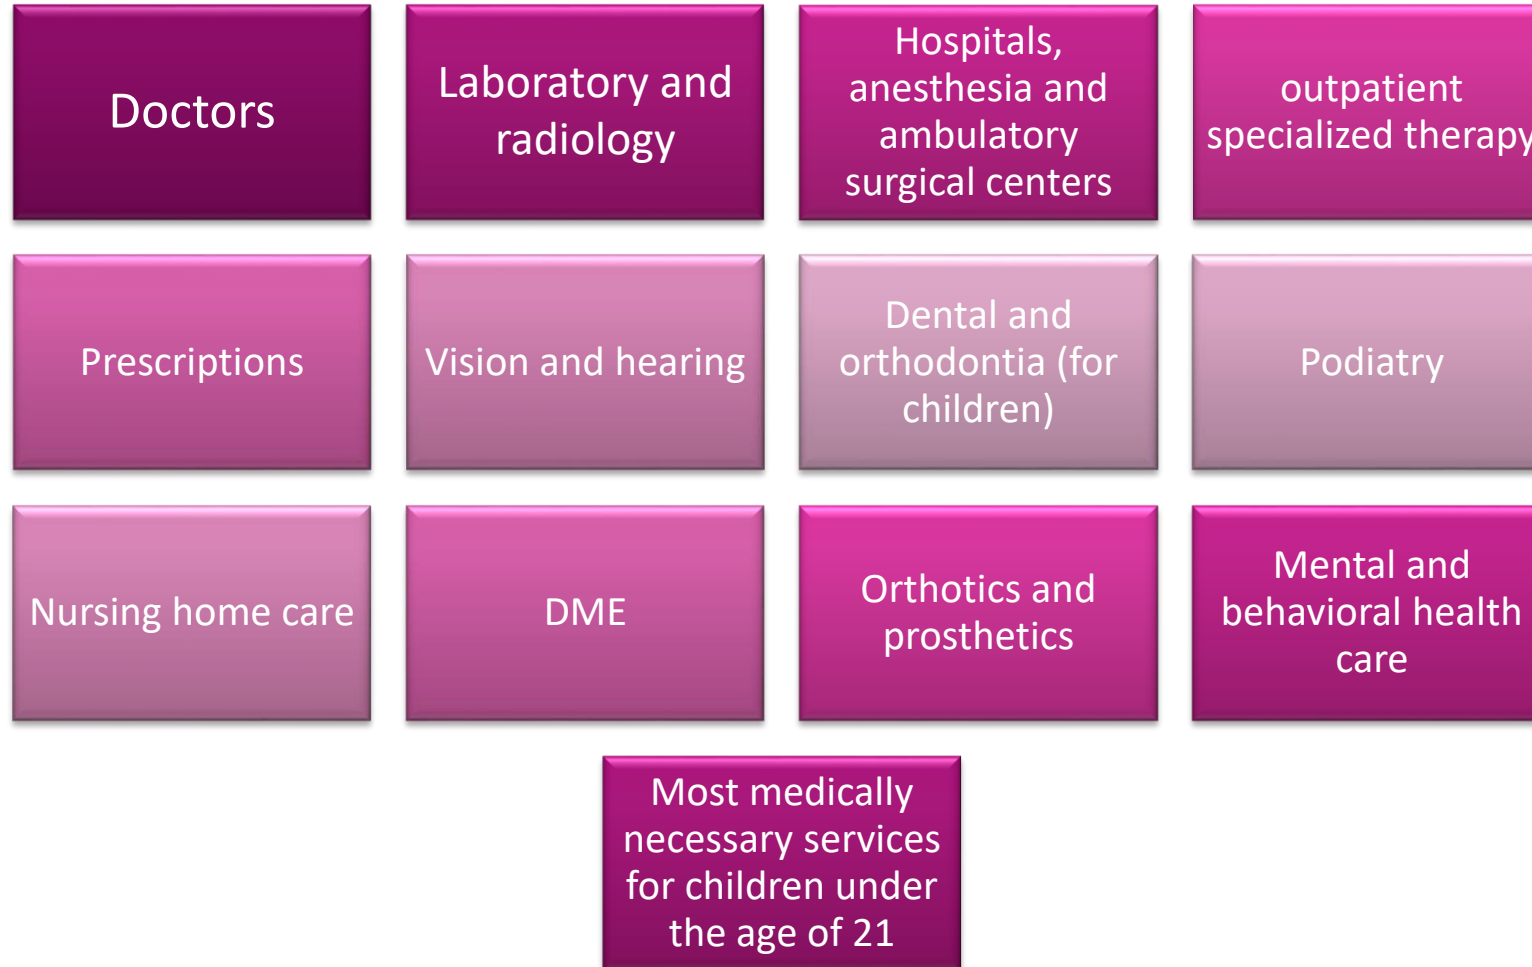 Doctors
Laboratory and
radiology
Hospitals,
anesthesia and
ambulatory
surgical centers
outpatient
specialized therapy
Prescriptions
Vision and hearing
Dental and
orthodontia (for
children)
Podiatry
Nursing home care
DME
Orthotics and
prosthetics
Mental and
behavioral health
care
Most medically
necessary services
for children under
the age of 21